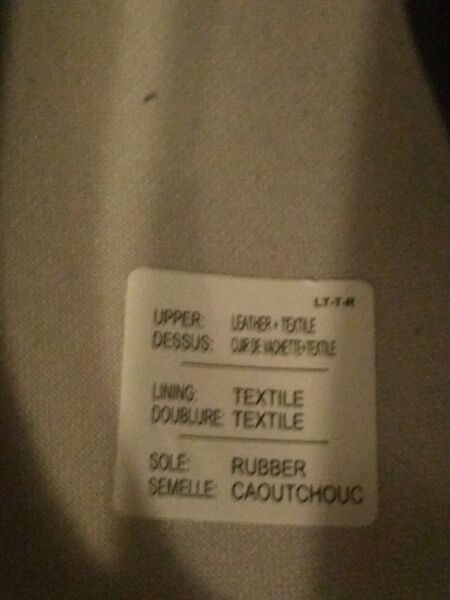 LT-T-R
UPPER: LEATHER + TEXTILE
DESSUS: CUIR DE VACHETTE+TEXTILE
LINING: TEXTILE
DOUBLURE: TEXTILE
SOLE: RUBBER
SEMELLE: CAOUTCHOUC